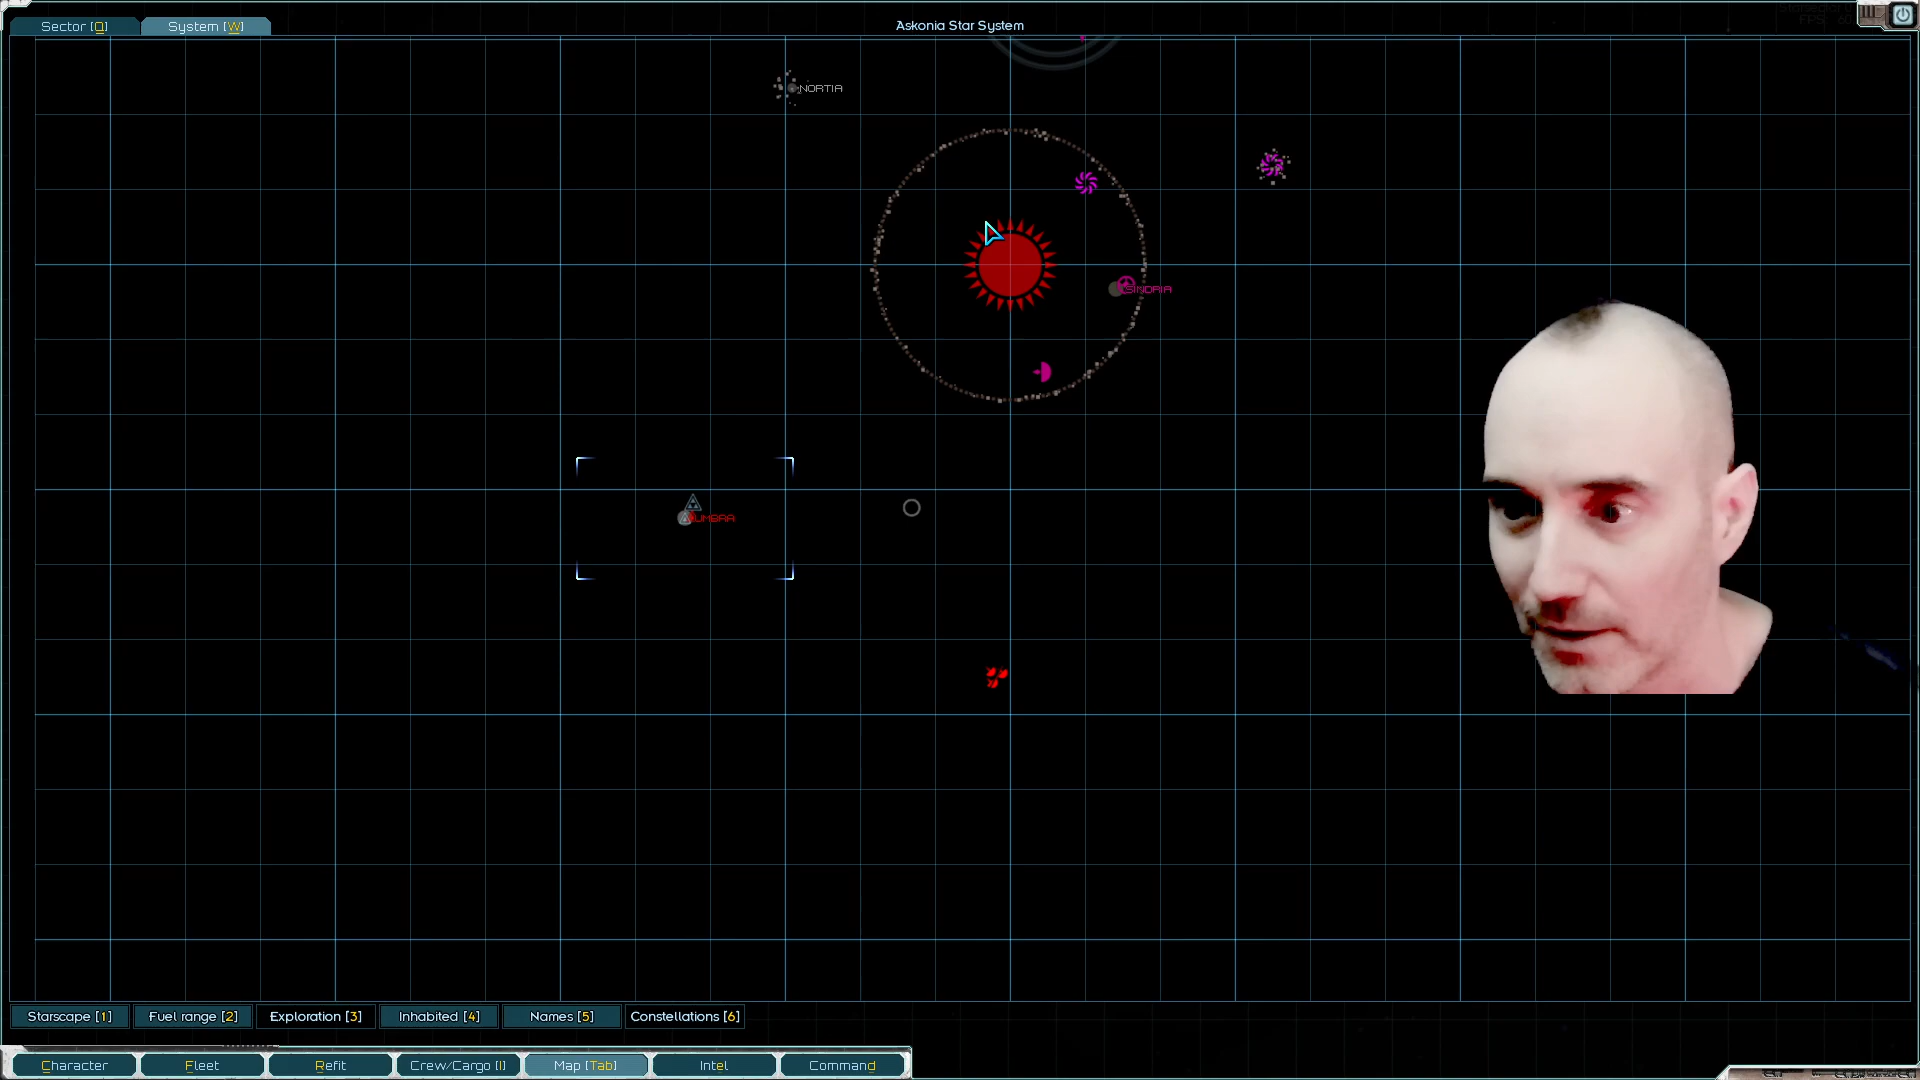 Sector [Q]
System [W]
Askonia Star System
NORTIA
SINDRIA
UMBRA
Starscape [1]
Fuel range [2]
Exploration [3]
Inhabited [4]
Names [5]
Constellations [6]
Character
Fleet
Refit
Crew/Cargo [I]
Map [Tab]
Intel
Command